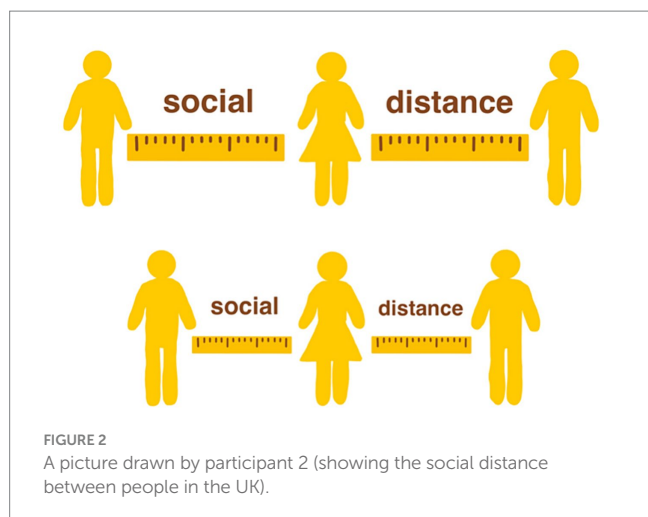 social distance
social distance
FIGURE 2
A picture drawn by participant 2 (showing the social distance
between people in the UK).